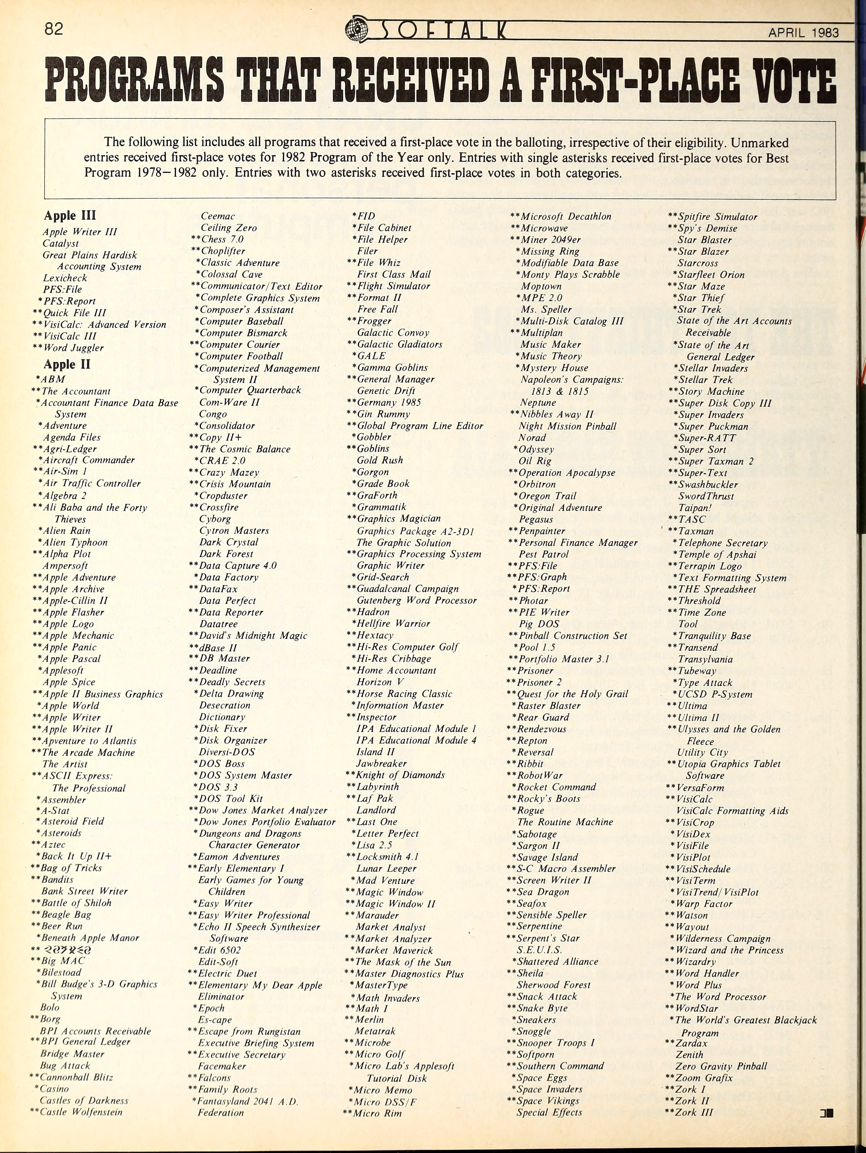 82
SOFTALK
APRIL 1983
PROGRAMS THAT RECEIVED A FIRST-PLACE VOTE
The following list includes all programs that received a first-place vote in the balloting, irrespective of their eligibility. Unmarked
entries received first-place votes for 1982 Program of the Year only. Entries with single asterisks received first-place votes for Best
Program 1978–1982 only. Entries with two asterisks received first-place votes in both categories.
Apple III
Apple Writer III
Catalyst
Great Plains Hardisk
Accounting System
Lexicheck
PFS:File
*PFS:Report
**Quick File III
**VisiCalc: Advanced Version
**VisiCalc III
**Word Juggler
Apple II
*ABM
**The Accountant
*Accountant Finance Data Base
System
*Adventure
Agenda Files
**Agri-Ledger
*Aircraft Commander
**Air-Sim 1
*Air Traffic Controller
*Algebra 2
**Ali Baba and the Forty
Thieves
*Alien Rain
*Alien Typhoon
**Alpha Plot
Ampersoft
**Apple Adventure
**Apple Archive
**Apple-Cillin II
**Apple Flasher
**Apple Logo
**Apple Mechanic
**Apple Panic
*Apple Pascal
*Applesoft
Apple Spice
**Apple II Business Graphics
*Apple World
**Apple Writer
**Apple Writer II
**Apventure to Atlantis
**The Arcade Machine
The Artist
**ASCII Express:
The Professional
*Assembler
*A-Stat
*Asteroid Field
*Asteroids
**Aztec
*Back It Up II+
**Bag of Tricks
**Bandits
Bank Street Writer
**Battle of Shiloh
**Beagle Bag
**Beer Run
*Beneath Apple Manor
**
**Big MAC
*Bilestoad
*Bill Budge's 3-D Graphics
System
Bolo
**Borg
BPI Accounts Receivable
**BPI General Ledger
Bridge Master
Bug Attack
**Cannonball Blitz
*Casino
Castles of Darkness
**Castle Wolfenstein
Ceemac
Ceiling Zero
**Chess 7.0
**Choplifter
*Classic Adventure
*Colossal Cave
**Communicator/Text Editor
*Complete Graphics System
*Composer's Assistant
*Computer Baseball
*Computer Bismarck
**Computer Courier
*Computer Football
*Computerized Management
System II
*Computer Quarterback
Com-Ware II
Congo
*Consolidator
**Copy II+
**The Cosmic Balance
*CRAE 2.0
**Crazy Mazey
**Crisis Mountain
*Cropduster
**Crossfire
Cyborg
Cytron Masters
Dark Crystal
Dark Forest
**Data Capture 4.0
*Data Factory
**DataFax
Data Perfect
**Data Reporter
Datatree
**David's Midnight Magic
**dBase II
**DB Master
**Deadline
**Deadly Secrets
*Delta Drawing
Desecration
Dictionary
*Disk Fixer
*Disk Organizer
Diversi-DOS
*DOS Boss
*DOS System Master
*DOS 3.3
*DOS Tool Kit
**Dow Jones Market Analyzer
*Dow Jones Portfolio Evaluator
*Dungeons and Dragons
Character Generator
*Eamon Adventures
**Early Elementary I
Early Games for Young
Children
*Easy Writer
**Easy Writer Professional
*Echo II Speech Synthesizer
Software
*Edit 6502
Edit-Soft
**Electric Duet
**Elementary My Dear Apple
Eliminator
*Epoch
Es-cape
**Escape from Rungistan
Executive Briefing System
**Executive Secretary
Facemaker
**Falcons
**Family Roots
*Fantasyland 2041 A.D.
Federation
*FID
*File Cabinet
*File Helper
Filer
**File Whiz
First Class Mail
**Flight Simulator
**Format II
Free Fall
**Frogger
Galactic Convoy
**Galactic Gladiators
*GALE
*Gamma Goblins
**General Manager
Genetic Drift
**Germany 1985
**Gin Rummy
**Global Program Line Editor
*Gobbler
**Goblins
Gold Rush
*Gorgon
*Grade Book
**GraForth
*Grammatik
**Graphics Magician
Graphics Package A2-3D1
The Graphic Solution
**Graphics Processing System
Graphic Writer
*Grid-Search
**Guadalcanal Campaign
Gutenberg Word Processor
**Hadron
*Hellfire Warrior
**Hextacy
**Hi-Res Computer Golf
*Hi-Res Cribbage
**Home Accountant
Horizon V
**Horse Racing Classic
*Information Master
**Inspector
IPA Educational Module 1
IPA Educational Module 4
Island II
Jawbreaker
**Knight of Diamonds
**Labyrinth
**Laf Pak
Landlord
**Last One
*Letter Perfect
*Lisa 2.5
**Locksmith 4.1
Lunar Leeper
*Mad Venture
**Magic Window
**Magic Window II
**Marauder
Market Analyst
**Market Analyzer
*Market Maverick
**The Mask of the Sun
**Master Diagnostics Plus
*MasterType
*Math Invaders
**Math I
**Merlin
Metatrak
**Microbe
**Micro Golf
*Micro Lab's Applesoft
Tutorial Disk
*Micro Memo
*Micro DSS/F
**Micro Rim
**Microsoft Decathlon
**Microwave
**Miner 2049er
*Missing Ring
*Modifiable Data Base
*Monty Plays Scrabble
Moptown
*MPE 2.0
Ms. Speller
*Multi-Disk Catalog III
**Multiplan
Music Maker
*Music Theory
*Mystery House
Napoleon's Campaigns:
1813 & 1815
Neptune
**Nibbles Away II
Night Mission Pinball
Norad
*Odyssey
Oil Rig
**Operation Apocalypse
*Orbitron
*Oregon Trail
*Original Adventure
Pegasus
**Penpainter
**Personal Finance Manager
Pest Patrol
**PFS:File
**PFS:Graph
*PFS:Report
**Photar
**PIE Writer
Pig DOS
**Pinball Construction Set
*Pool 1.5
**Portfolio Master 3.1
**Prisoner
**Prisoner 2
**Quest for the Holy Grail
*Raster Blaster
*Rear Guard
**Rendezvous
**Repton
*Reversal
**Ribbit
**RobotWar
*Rocket Command
**Rocky's Boots
*Rogue
The Routine Machine
*Sabotage
*Sargon II
*Savage Island
**S-C Macro Assembler
**Screen Writer II
**Sea Dragon
**Seafox
**Sensible Speller
**Serpentine
**Serpent's Star
S.E.U.I.S.
*Shattered Alliance
**Sheila
Sherwood Forest
**Snack Attack
**Snake Byte
*Sneakers
*Snoggle
**Snooper Troops I
**Softporn
**Southern Command
*Space Eggs
*Space Invaders
**Space Vikings
Special Effects
**Spitfire Simulator
**Spy's Demise
Star Blaster
**Star Blazer
Starcross
*Starfleet Orion
**Star Maze
*Star Thief
*Star Trek
State of the Art Accounts
Receivable
*State of the Art
General Ledger
*Stellar Invaders
*Stellar Trek
**Story Machine
**Super Disk Copy III
*Super Invaders
*Super Puckman
*Super-RATT
*Super Sort
**Super Taxman 2
**Super-Text
**Swashbuckler
SwordThrust
Taipan!
**TASC
**Taxman
*Telephone Secretary
*Temple of Apshai
**Terrapin Logo
*Text Formatting System
**THE Spreadsheet
**Threshold
**Time Zone
Tool
*Tranquility Base
**Transend
Transylvania
**Tubeway
*Type Attack
*UCSD P-System
**Ultima
**Ultima II
**Ulysses and the Golden
Fleece
Utility City
**Utopia Graphics Tablet
Software
**VersaForm
**VisiCalc
VisiCalc Formatting Aids
**VisiCrop
*VisiDex
*VisiFile
*VisiPlot
**VisiSchedule
**VisiTerm
*VisiTrend/VisiPlot
*Warp Factor
**Watson
**Wayout
*Wilderness Campaign
*Wizard and the Princess
**Wizardry
**Word Handler
*Word Plus
*The Word Processor
**WordStar
*The World's Greatest Blackjack
Program
**Zardax
Zenith
Zero Gravity Pinball
**Zoom Grafix
**Zork I
**Zork II
**Zork III